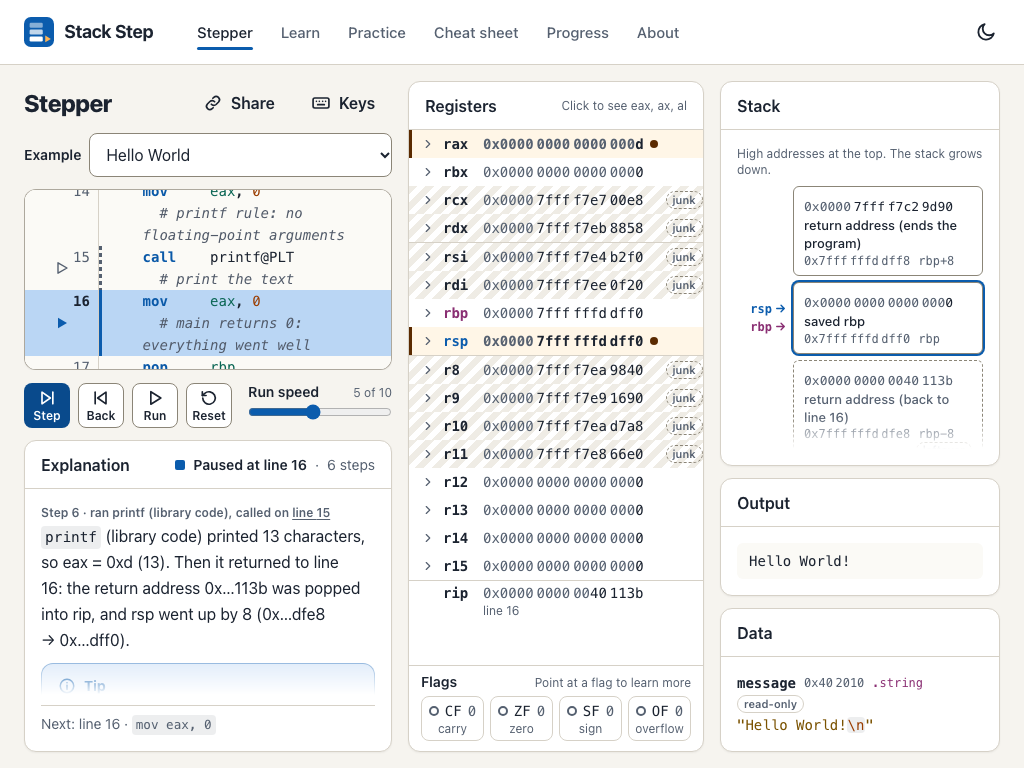 Stack Step
Stepper
Learn
Practice
Cheat sheet
Progress
About
Stepper
Share
Keys
Example
Hello World
14 mov eax, 0
# printf rule: no
floating-point arguments
15 call printf@PLT
# print the text
16 mov eax, 0
# main returns 0:
everything went well
17 pop rbp
Step
Back
Run
Reset
Run speed
5 of 10
Explanation
Paused at line 16 · 6 steps
Step 6 · ran printf (library code), called on line 15
printf (library code) printed 13 characters,
so eax = 0xd (13). Then it returned to line
16: the return address 0x…113b was popped
into rip, and rsp went up by 8 (0x…dfe8
→ 0x…dff0).
Tip
Next: line 16 · mov eax, 0
Registers
Click to see eax, ax, al
rax 0x0000 0000 0000 000d
rbx 0x0000 0000 0000 0000
rcx 0x0000 7fff f7e7 00e8 junk
rdx 0x0000 7fff f7eb 8858 junk
rsi 0x0000 7fff f7e4 b2f0 junk
rdi 0x0000 7fff f7ee 0f20 junk
rbp 0x0000 7fff fffd dff0
rsp 0x0000 7fff fffd dff0
r8 0x0000 7fff f7ea 9840 junk
r9 0x0000 7fff f7e9 1690 junk
r10 0x0000 7fff f7ea d7a8 junk
r11 0x0000 7fff f7e8 66e0 junk
r12 0x0000 0000 0000 0000
r13 0x0000 0000 0000 0000
r14 0x0000 0000 0000 0000
r15 0x0000 0000 0000 0000
rip 0x0000 0000 0040 113b
line 16
Flags
Point at a flag to learn more
CF 0
carry
ZF 0
zero
SF 0
sign
OF 0
overflow
Stack
High addresses at the top. The stack grows
down.
0x0000 7fff f7c2 9d90
return address (ends the
program)
0x7fff fffd dff8 rbp+8
rsp →
rbp →
0x0000 0000 0000 0000
saved rbp
0x7fff fffd dff0 rbp
0x0000 0000 0040 113b
return address (back to
line 16)
0x7fff fffd dfe8 rbp−8
Output
Hello World!
Data
message 0x40 2010 .string
read-only
"Hello World!\n"